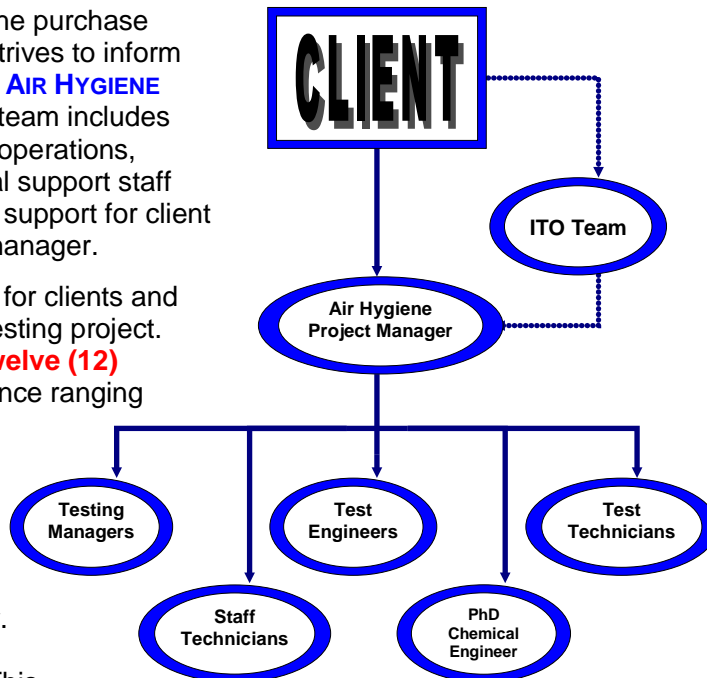 he purchase
trives to inform
AIR HYGIENE
team includes
operations,
al support staff
support for client
manager.
for clients and
esting project.
welve (12)
nce ranging
.
This
CLIENT
ITO Team
Air Hygiene
Project Manager
Testing
Managers
Test
Engineers
Test
Technicians
Staff
Technicians
PhD
Chemical
Engineer